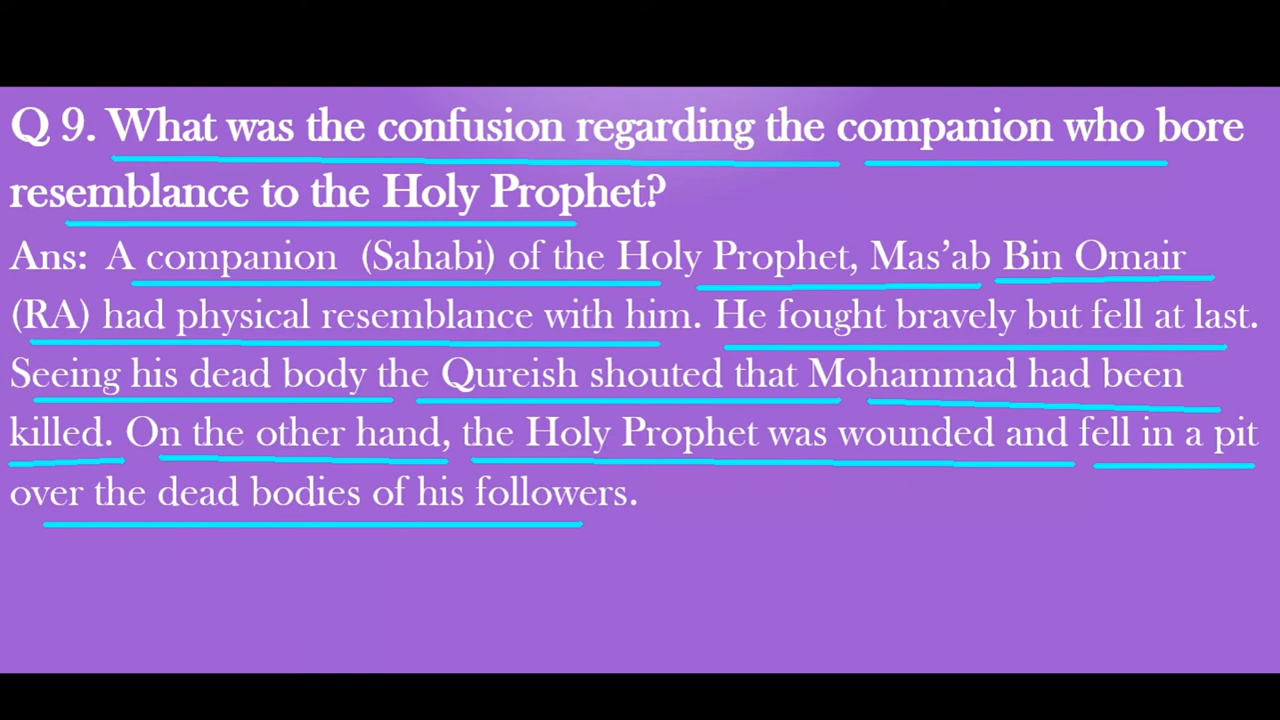 Q 9. What was the confusion regarding the companion who bore
resemblance to the Holy Prophet?
Ans: A companion (Sahabi) of the Holy Prophet, Mas’ab Bin Omair
(RA) had physical resemblance with him. He fought bravely but fell at last.
Seeing his dead body the Qureish shouted that Mohammad had been
killed. On the other hand, the Holy Prophet was wounded and fell in a pit
over the dead bodies of his followers.